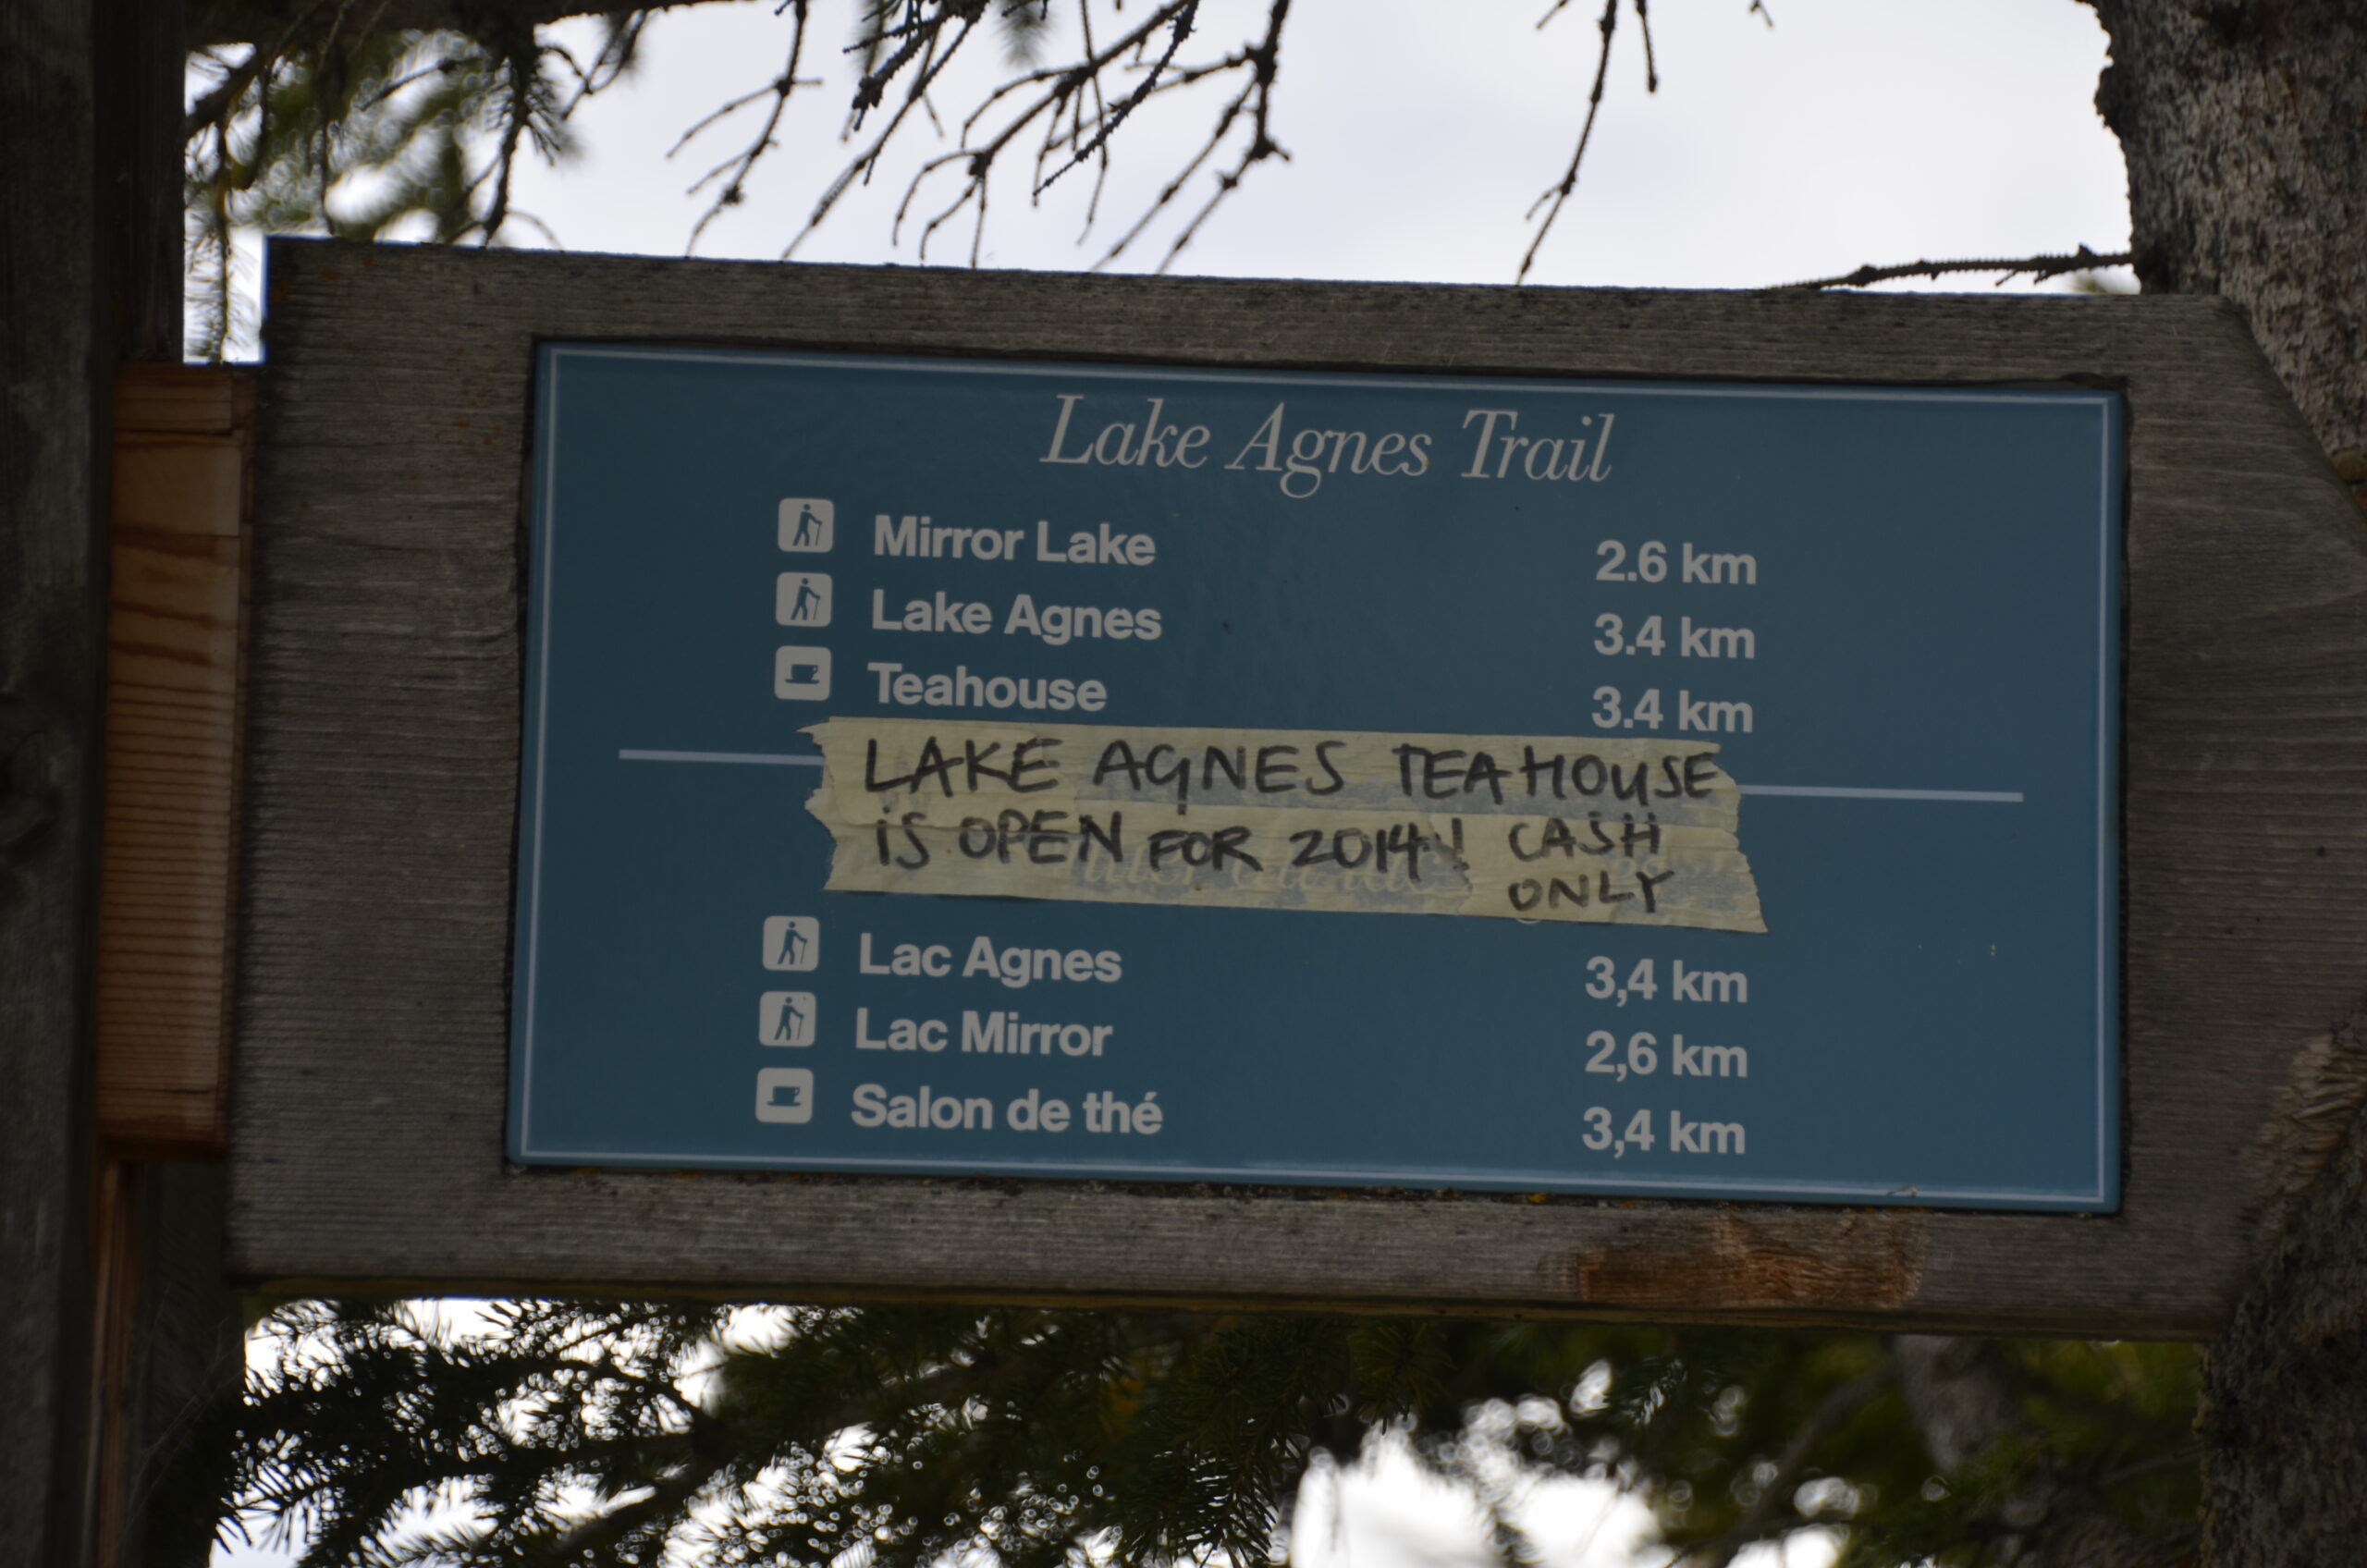 Lake Agnes Trail
Mirror Lake 2.6 km
Lake Agnes 3.4 km
Teahouse 3.4 km
LAKE AGNES TEAHOUSE
iS OPEN FOR 2014! CASH
ONLY
Lac Agnes 3,4 km
Lac Mirror 2,6 km
Salon de thé 3,4 km